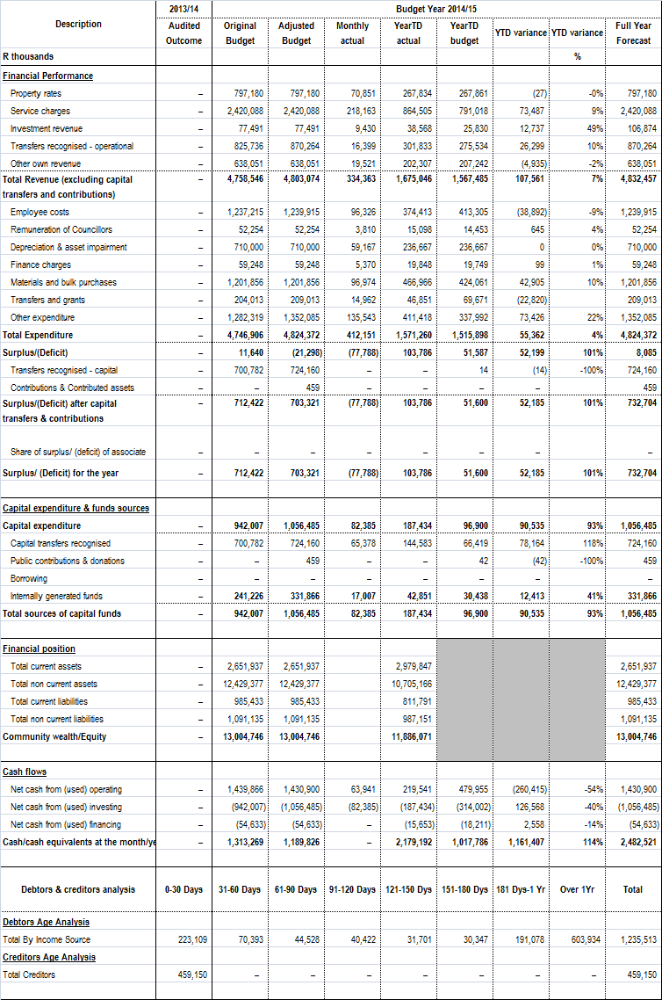 2013/14 Budget Year 2014/15
Description Audited Outcome Original Budget Adjusted Budget Monthly actual YearTD actual YearTD budget YTD variance YTD variance Full Year Forecast
R thousands %
Financial Performance
Property rates – 797,180 797,180 70,851 267,834 267,861 (27) -0% 797,180
Service charges – 2,420,088 2,420,088 218,163 864,505 791,018 73,487 9% 2,420,088
Investment revenue – 77,491 77,491 9,430 38,568 25,830 12,737 49% 106,874
Transfers recognised - operational – 825,736 870,264 16,399 301,833 275,534 26,299 10% 870,264
Other own revenue – 638,051 638,051 19,521 202,307 207,242 (4,935) -2% 638,051
Total Revenue (excluding capital – 4,758,546 4,803,074 334,363 1,675,046 1,567,485 107,561 7% 4,832,457
transfers and contributions)
Employee costs – 1,237,215 1,239,915 96,326 374,413 413,305 (38,892) -9% 1,239,915
Remuneration of Councillors – 52,254 52,254 3,810 15,098 14,453 645 4% 52,254
Depreciation & asset impairment – 710,000 710,000 59,167 236,667 236,667 0 0% 710,000
Finance charges – 59,248 59,248 5,370 19,848 19,749 99 1% 59,248
Materials and bulk purchases – 1,201,856 1,201,856 96,974 466,966 424,061 42,905 10% 1,201,856
Transfers and grants – 204,013 209,013 14,962 46,851 69,671 (22,820) 209,013
Other expenditure – 1,282,319 1,352,085 135,543 411,418 337,992 73,426 22% 1,352,085
Total Expenditure – 4,746,906 4,824,372 412,151 1,571,260 1,515,898 55,362 4% 4,824,372
Surplus/(Deficit) – 11,640 (21,298) (77,788) 103,786 51,587 52,199 101% 8,085
Transfers recognised - capital – 700,782 724,160 – – 14 (14) -100% 724,160
Contributions & Contributed assets – – 459 – – – – 459
Surplus/(Deficit) after capital – 712,422 703,321 (77,788) 103,786 51,600 52,185 101% 732,704
transfers & contributions
Share of surplus/ (deficit) of associate – – – – – – – – –
Surplus/ (Deficit) for the year – 712,422 703,321 (77,788) 103,786 51,600 52,185 101% 732,704
Capital expenditure & funds sources
Capital expenditure – 942,007 1,056,485 82,385 187,434 96,900 90,535 93% 1,056,485
Capital transfers recognised – 700,782 724,160 65,378 144,583 66,419 78,164 118% 724,160
Public contributions & donations – – 459 – – 42 (42) -100% 459
Borrowing – – – – – – – –
Internally generated funds – 241,226 331,866 17,007 42,851 30,438 12,413 41% 331,866
Total sources of capital funds – 942,007 1,056,485 82,385 187,434 96,900 90,535 93% 1,056,485
Financial position
Total current assets – 2,651,937 2,651,937 2,979,847 2,651,937
Total non current assets – 12,429,377 12,429,377 10,705,166 12,429,377
Total current liabilities – 985,433 985,433 811,791 985,433
Total non current liabilities – 1,091,135 1,091,135 987,151 1,091,135
Community wealth/Equity – 13,004,746 13,004,746 11,886,071 13,004,746
Cash flows
Net cash from (used) operating – 1,439,866 1,430,900 63,941 219,541 479,955 (260,415) -54% 1,430,900
Net cash from (used) investing – (942,007) (1,056,485) (82,385) (187,434) (314,002) 126,568 -40% (1,056,485)
Net cash from (used) financing – (54,633) (54,633) – (15,653) (18,211) 2,558 -14% (54,633)
Cash/cash equivalents at the month/ye – 1,313,269 1,189,826 – 2,179,192 1,017,786 1,161,407 114% 2,482,521
Debtors & creditors analysis 0-30 Days 31-60 Days 61-90 Days 91-120 Days 121-150 Dys 151-180 Dys 181 Dys-1 Yr Over 1Yr Total
Debtors Age Analysis
Total By Income Source 223,109 70,393 44,528 40,422 31,701 30,347 191,078 603,934 1,235,513
Creditors Age Analysis
Total Creditors 459,150 – – – – – – – 459,150